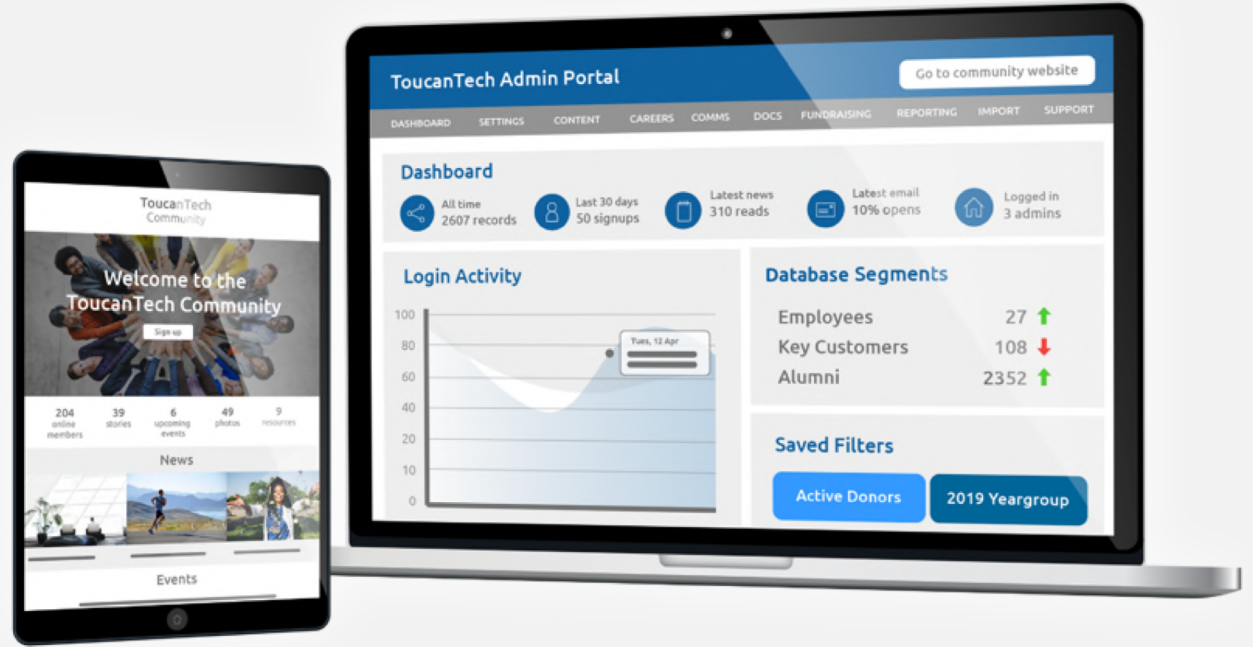 ToucanTech
Community
Welcome to the
ToucanTech Community
Sign up
204
online
members
39
stories
6
upcoming
events
49
photos
9
resources
News
Events
ToucanTech Admin Portal
Go to community website
DASHBOARD SETTINGS CONTENT CAREERS COMMS DOCS FUNDRAISING REPORTING IMPORT SUPPORT
Dashboard
All time
2607 records
Last 30 days
50 signups
Latest news
310 reads
Latest email
10% opens
Logged in
3 admins
Login Activity
100
80
60
40
20
10
0
Tues, 12 Apr
Database Segments
Employees 27
Key Customers 108
Alumni 2352
Saved Filters
Active Donors
2019 Yeargroup